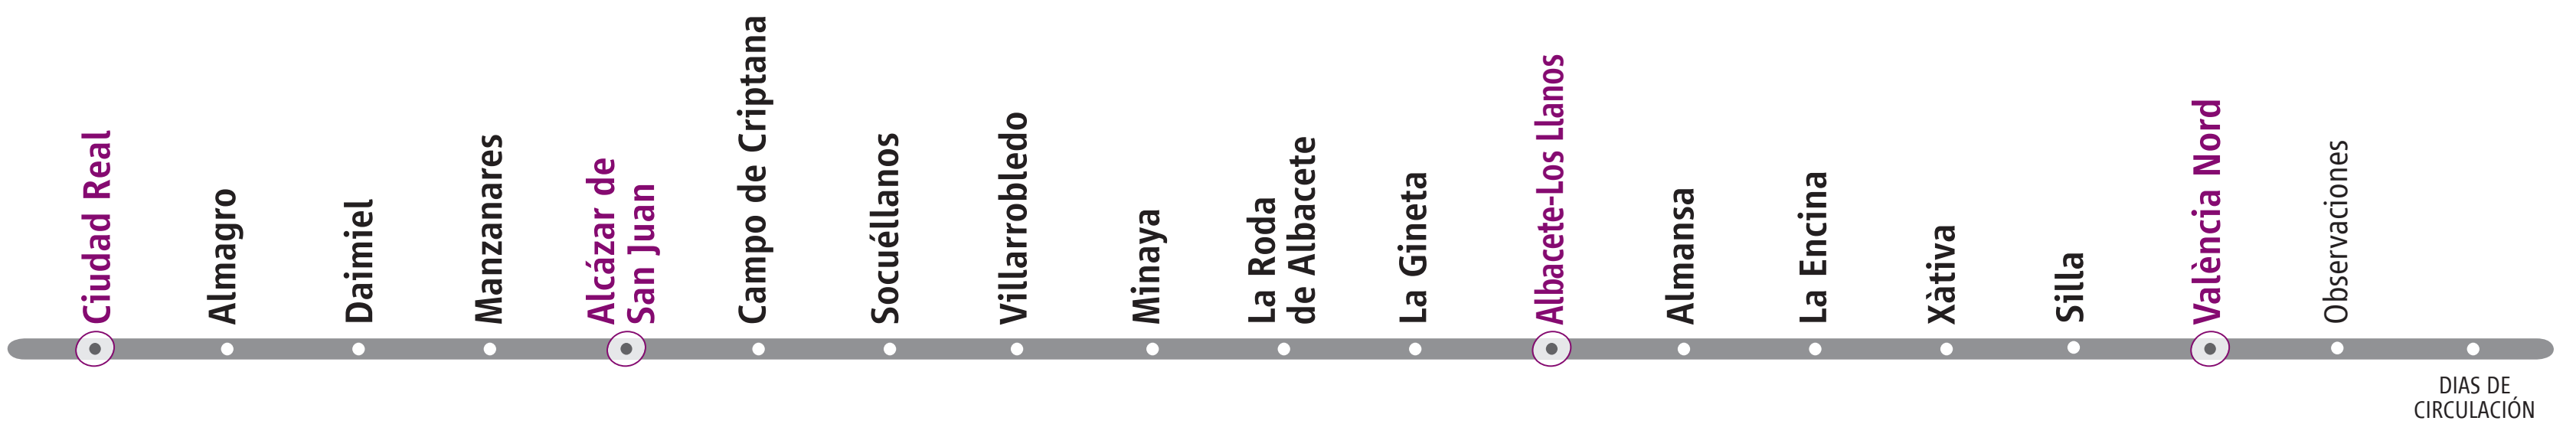 Ciudad Real
Almagro
Daimiel
Manzanares
Alcázar de
San Juan
Campo de Criptana
Socuéllanos
Villarrobledo
Minaya
La Roda
de Albacete
La Gineta
Albacete-Los Llanos
Almansa
La Encina
Xàtiva
Silla
València Nord
Observaciones
DIAS DE
CIRCULACIÓN